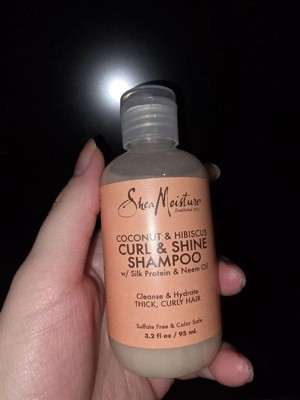 SheaMoisture
Established 1912
COCONUT & HIBISCUS
CURL & SHINE
SHAMPOO
w/ Silk Protein & Neem Oil
Cleanse & Hydrate
THICK, CURLY HAIR
Sulfate Free & Color Safe
3.2 fl oz / 95 mL